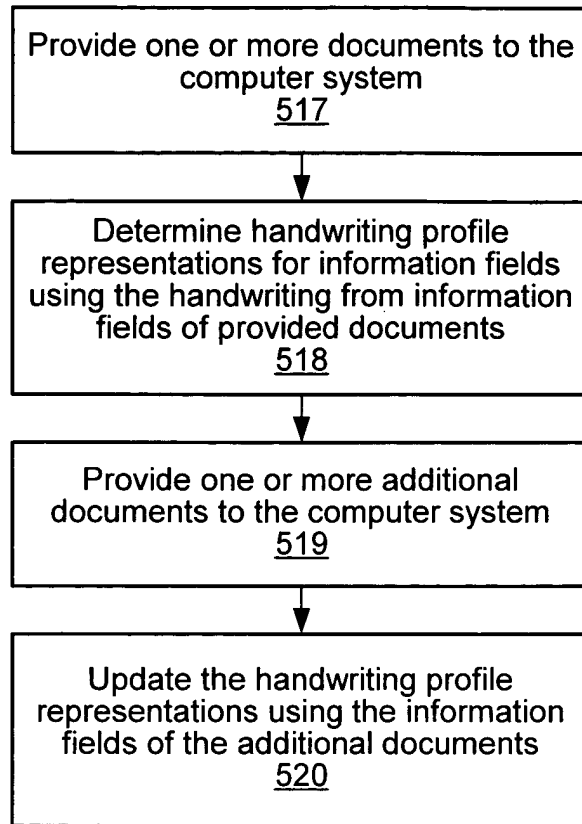 Provide one or more documents to the
computer system
517
Determine handwriting profile
representations for information fields
using the handwriting from information
fields of provided documents
518
Provide one or more additional
documents to the computer system
519
Update the handwriting profile
representations using the information
fields of the additional documents
520